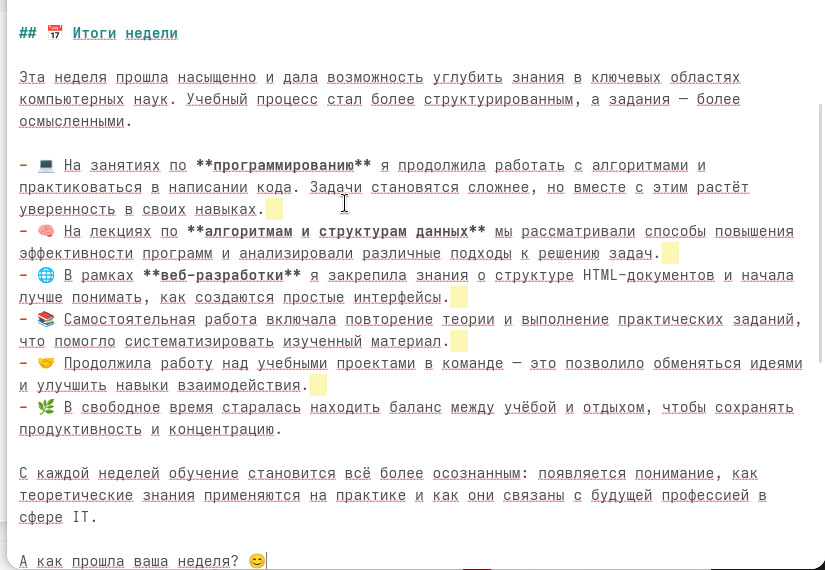 ## 📅 Итоги недели
Эта неделя прошла насыщенно и дала возможность углубить знания в ключевых областях
компьютерных наук. Учебный процесс стал более структурированным, а задания — более
осмысленными.
- 💻 На занятиях по **программированию** я продолжила работать с алгоритмами и
практиковаться в написании кода. Задачи становятся сложнее, но вместе с этим растёт
уверенность в своих навыках.
- 🧠 На лекциях по **алгоритмам и структурам данных** мы рассматривали способы повышения
эффективности программ и анализировали различные подходы к решению задач.
- 🌐 В рамках **веб-разработки** я закрепила знания о структуре HTML-документов и начала
лучше понимать, как создаются простые интерфейсы.
- 📚 Самостоятельная работа включала повторение теории и выполнение практических заданий,
что помогло систематизировать изученный материал.
- 🤝 Продолжила работу над учебными проектами в команде — это позволило обменяться идеями
и улучшить навыки взаимодействия.
- 🌿 В свободное время старалась находить баланс между учёбой и отдыхом, чтобы сохранять
продуктивность и концентрацию.
С каждой неделей обучение становится всё более осознанным: появляется понимание, как
теоретические знания применяются на практике и как они связаны с будущей профессией в
сфере IT.
А как прошла ваша неделя? 😊